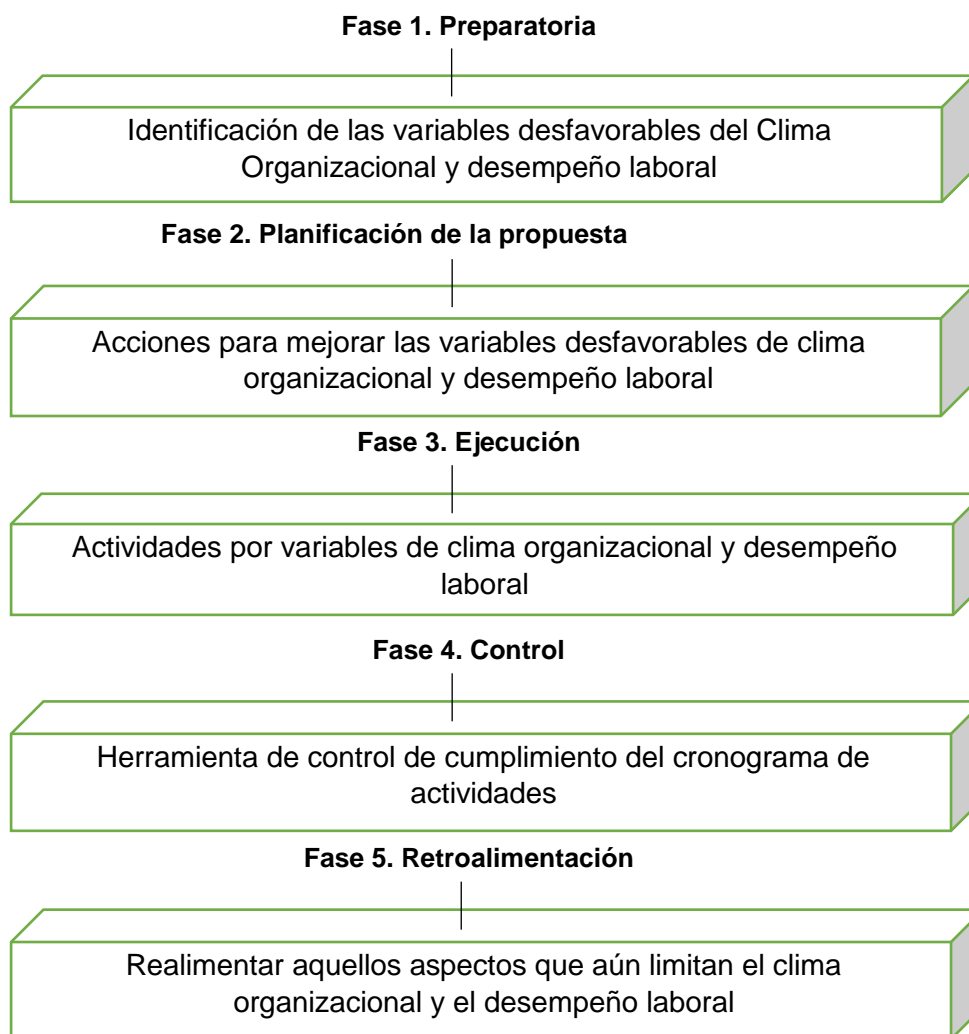 Fase 1. Preparatoria
Identificación de las variables desfavorables del Clima
Organizacional y desempeño laboral
Fase 2. Planificación de la propuesta
Acciones para mejorar las variables desfavorables de clima
organizacional y desempeño laboral
Fase 3. Ejecución
Actividades por variables de clima organizacional y desempeño
laboral
Fase 4. Control
Herramienta de control de cumplimiento del cronograma de
actividades
Fase 5. Retroalimentación
Realimentar aquellos aspectos que aún limitan el clima
organizacional y el desempeño laboral